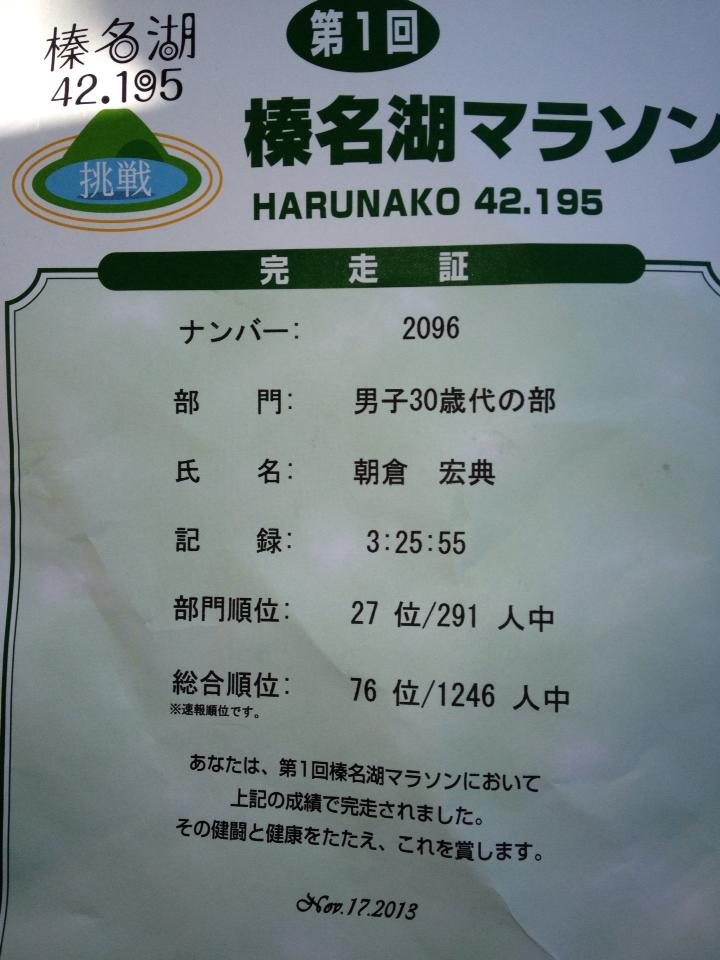 榛名湖
42.195
挑戦
第1回
榛名湖マラソン
HARUNAKO 42.195
完走証
ナンバー: 2096
部門: 男子30歳代の部
氏名: 朝倉 宏典
記録: 3:25:55
部門順位: 27 位/291 人中
総合順位: 76 位/1246 人中
※速報順位です。
あなたは、第1回榛名湖マラソンにおいて
上記の成績で完走されました。
その健闘と健康をたたえ、これを賞します。
Nov.17.2013